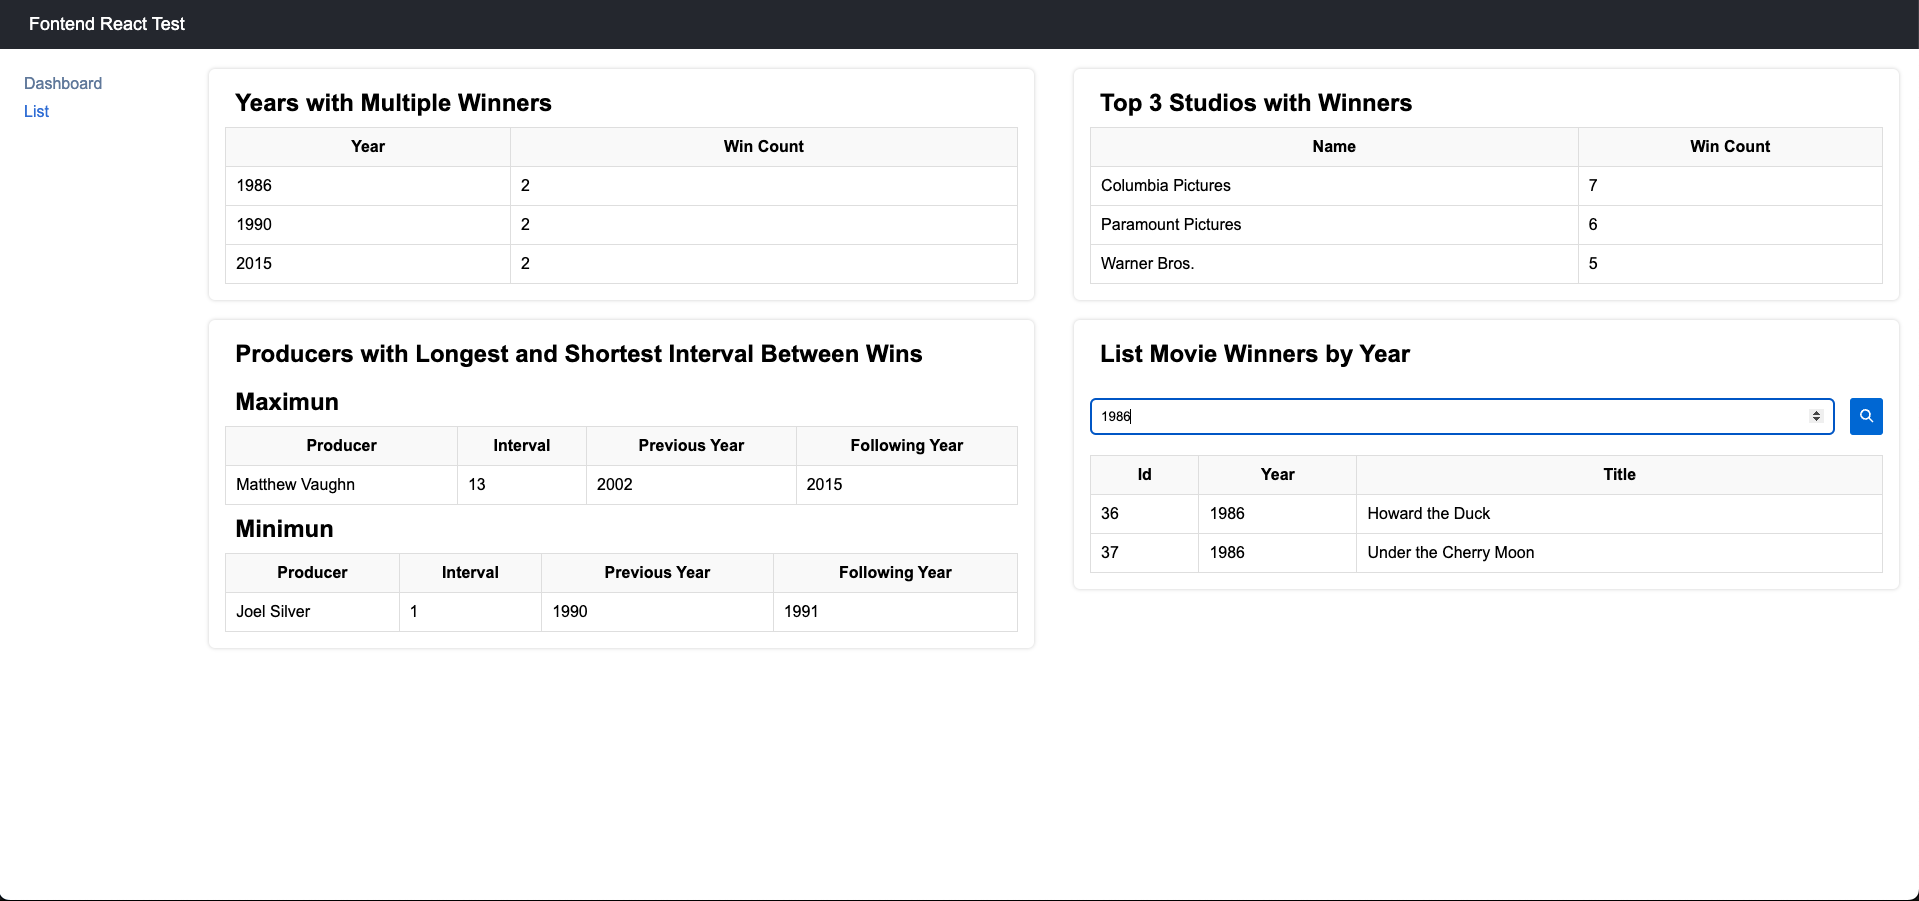 Fontend React Test
Dashboard
List
Years with Multiple Winners
Year Win Count
1986 2
1990 2
2015 2
Top 3 Studios with Winners
Name Win Count
Columbia Pictures 7
Paramount Pictures 6
Warner Bros. 5
Producers with Longest and Shortest Interval Between Wins
Maximun
Producer Interval Previous Year Following Year
Matthew Vaughn 13 2002 2015
Minimun
Producer Interval Previous Year Following Year
Joel Silver 1 1990 1991
List Movie Winners by Year
1986
Id Year Title
36 1986 Howard the Duck
37 1986 Under the Cherry Moon